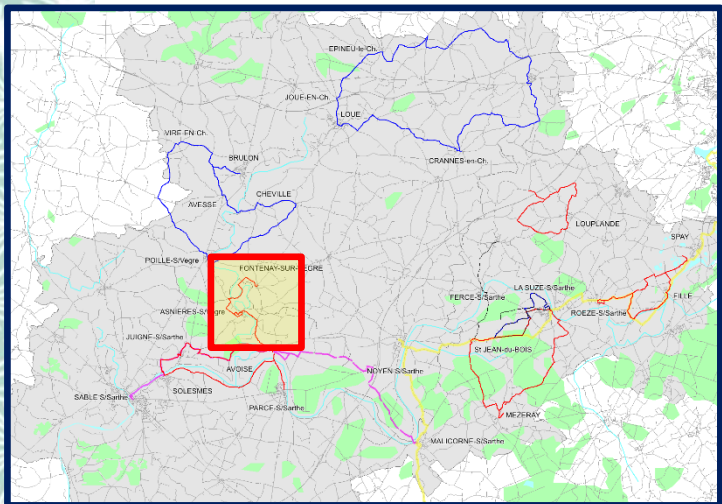 EPINEU-le-Ch.
JOUE-EN-Ch.
LOUE
VIRE-EN-Ch.
BRULON
CRANNES-en-Ch.
CHEVILLE
AVESSE
LOUPLANDE
SPAY
POILLE-S/Vegre
FONTENAY-SUR-VEGRE
LA SUZE-S/Sarthe
FERCE-S/Sarthe
FILLE
ASNIERES-S/Vegre
ROEZE-S/Sarthe
JUIGNE-S/Sarthe
St JEAN-du-BOIS
AVOISE
NOYEN-S/Sarthe
SOLESMES
SABLE S/Sarthe
PARCE-S/Sarthe
MEZERAY
MALICORNE-S/Sarthe